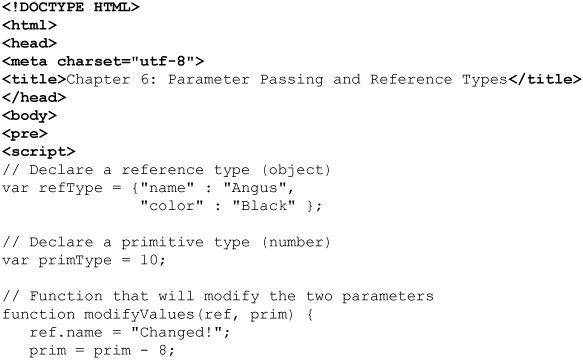 <!DOCTYPE HTML>
<html>
<head>
<meta charset="utf-8">
<title>Chapter 6: Parameter Passing and Reference Types</title>
</head>
<body>
<pre>
<script>
// Declare a reference type (object)
var refType = {"name" : "Angus",
               "color" : "Black" };

// Declare a primitive type (number)
var primType = 10;

// Function that will modify the two parameters
function modifyValues(ref, prim) {
   ref.name = "Changed!";
   prim = prim - 8;